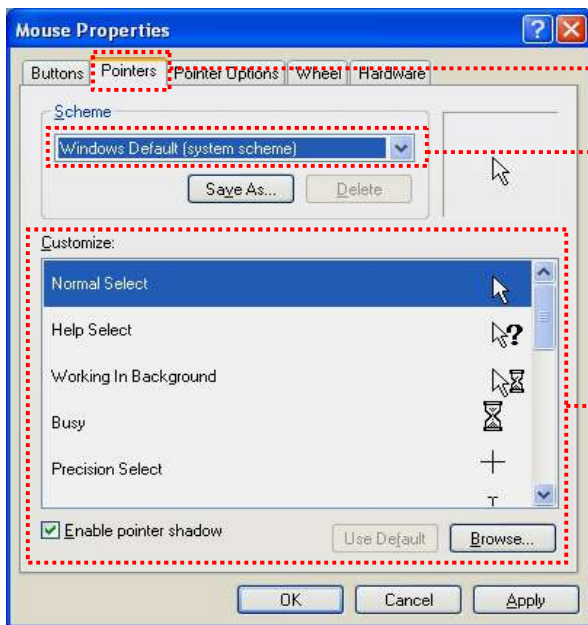 Mouse Properties
Buttons Pointers Pointer Options Wheel Hardware
Scheme
Windows Default (system scheme)
Save As... Delete
Customize:
Normal Select
Help Select
Working In Background
Busy
Precision Select
Enable pointer shadow Use Default Browse...
OK Cancel Apply